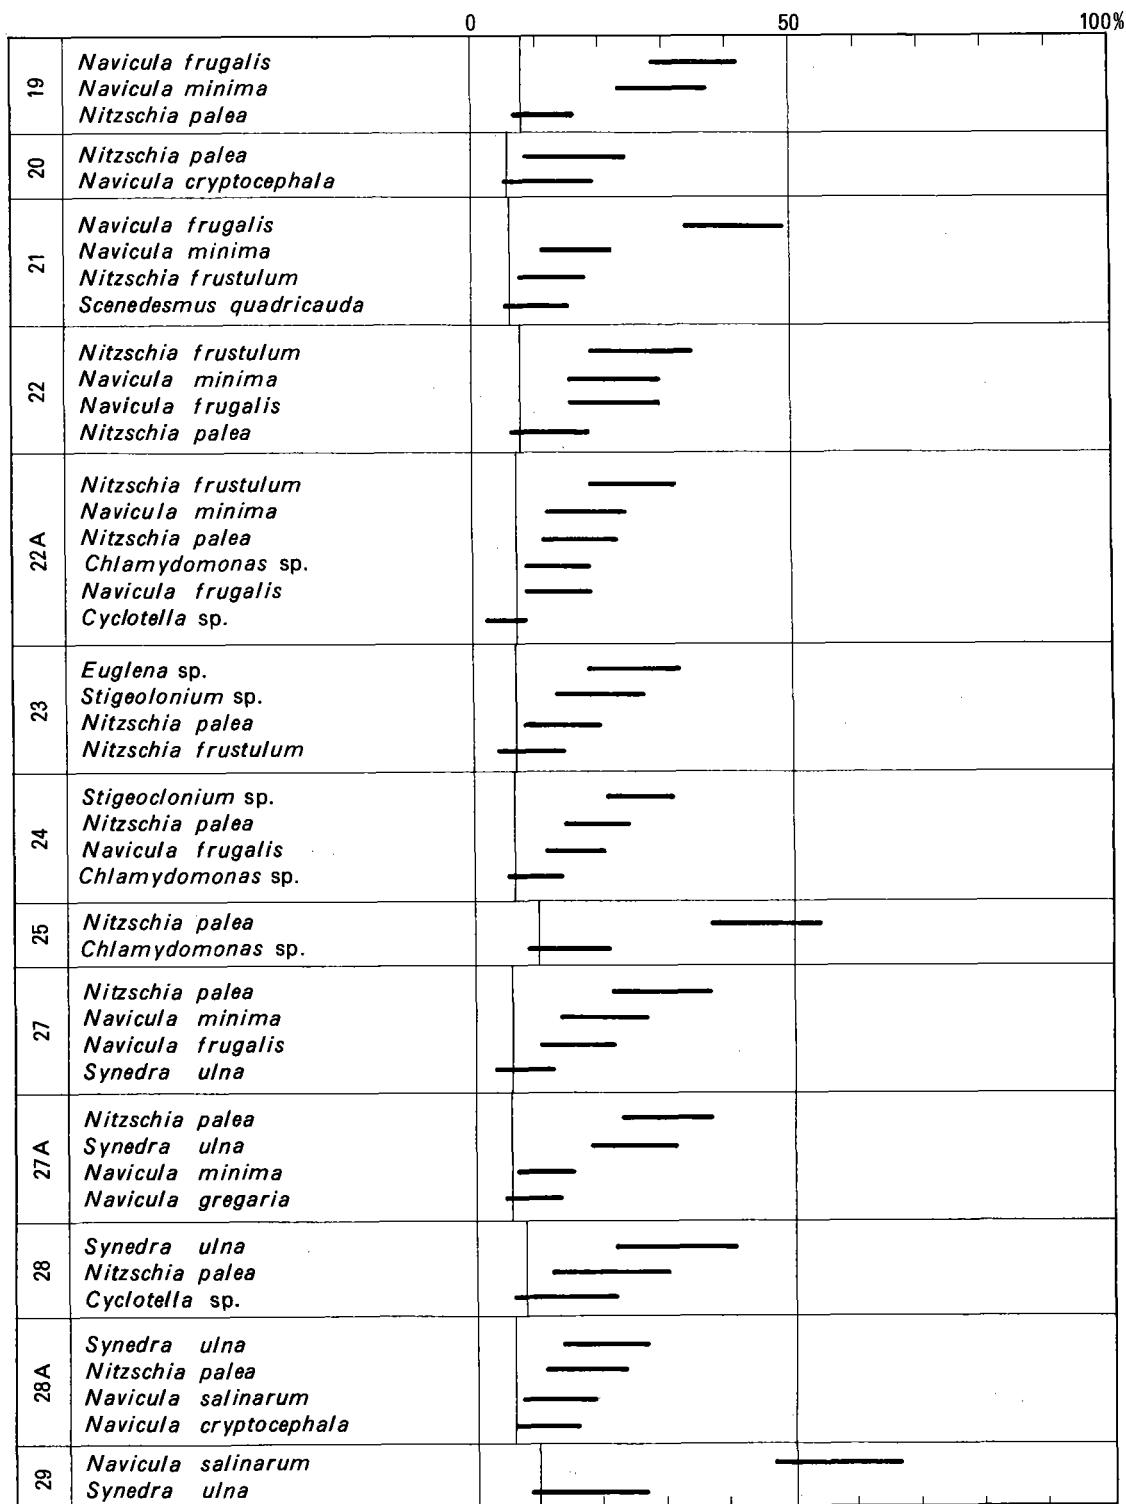 0 50 100%
19
Navicula frugalis
Navicula minima
Nitzschia palea
20
Nitzschia palea
Navicula cryptocephala
21
Navicula frugalis
Navicula minima
Nitzschia frustulum
Scenedesmus quadricauda
22
Nitzschia frustulum
Navicula minima
Navicula frugalis
Nitzschia palea
22A
Nitzschia frustulum
Navicula minima
Nitzschia palea
Chlamydomonas sp.
Navicula frugalis
Cyclotella sp.
23
Euglena sp.
Stigeolonium sp.
Nitzschia palea
Nitzschia frustulum
24
Stigeoclonium sp.
Nitzschia palea
Navicula frugalis
Chlamydomonas sp.
25
Nitzschia palea
Chlamydomonas sp.
27
Nitzschia palea
Navicula minima
Navicula frugalis
Synedra ulna
27A
Nitzschia palea
Synedra ulna
Navicula minima
Navicula gregaria
28
Synedra ulna
Nitzschia palea
Cyclotella sp.
28A
Synedra ulna
Nitzschia palea
Navicula salinarum
Navicula cryptocephala
29
Navicula salinarum
Synedra ulna